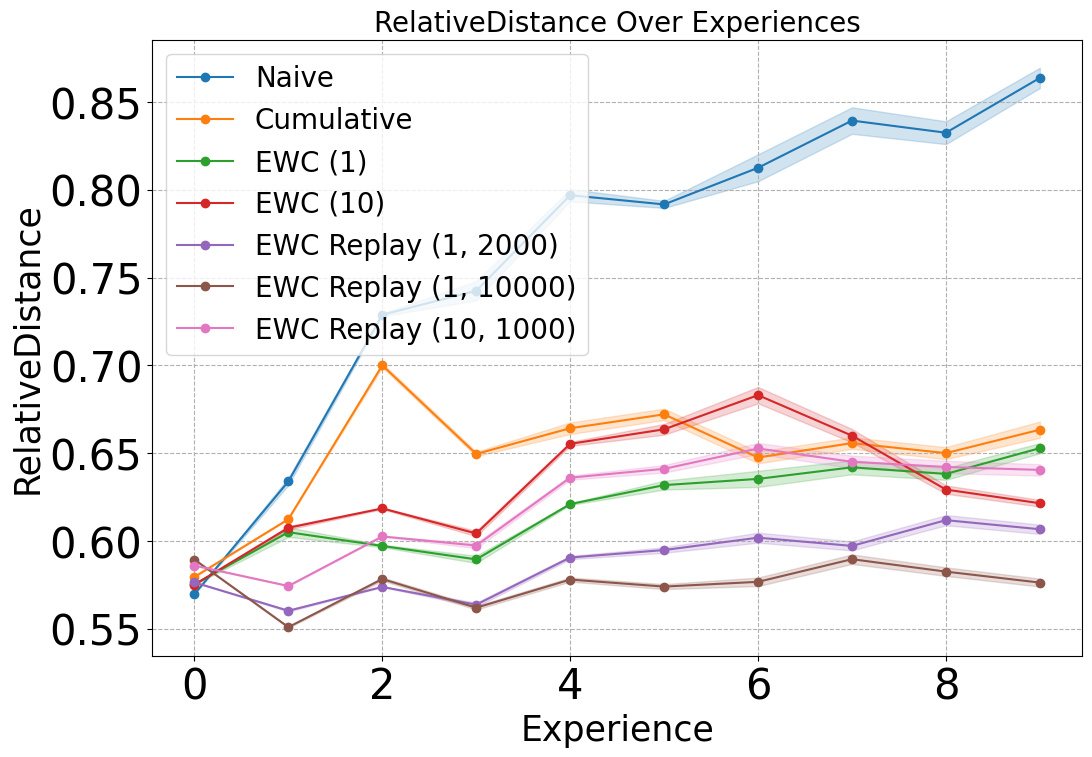 RelativeDistance Over Experiences
RelativeDistance
0.85
0.80
0.75
0.70
0.65
0.60
0.55
Naive
Cumulative
EWC (1)
EWC (10)
EWC Replay (1, 2000)
EWC Replay (1, 10000)
EWC Replay (10, 1000)
0 2 4 6 8
Experience